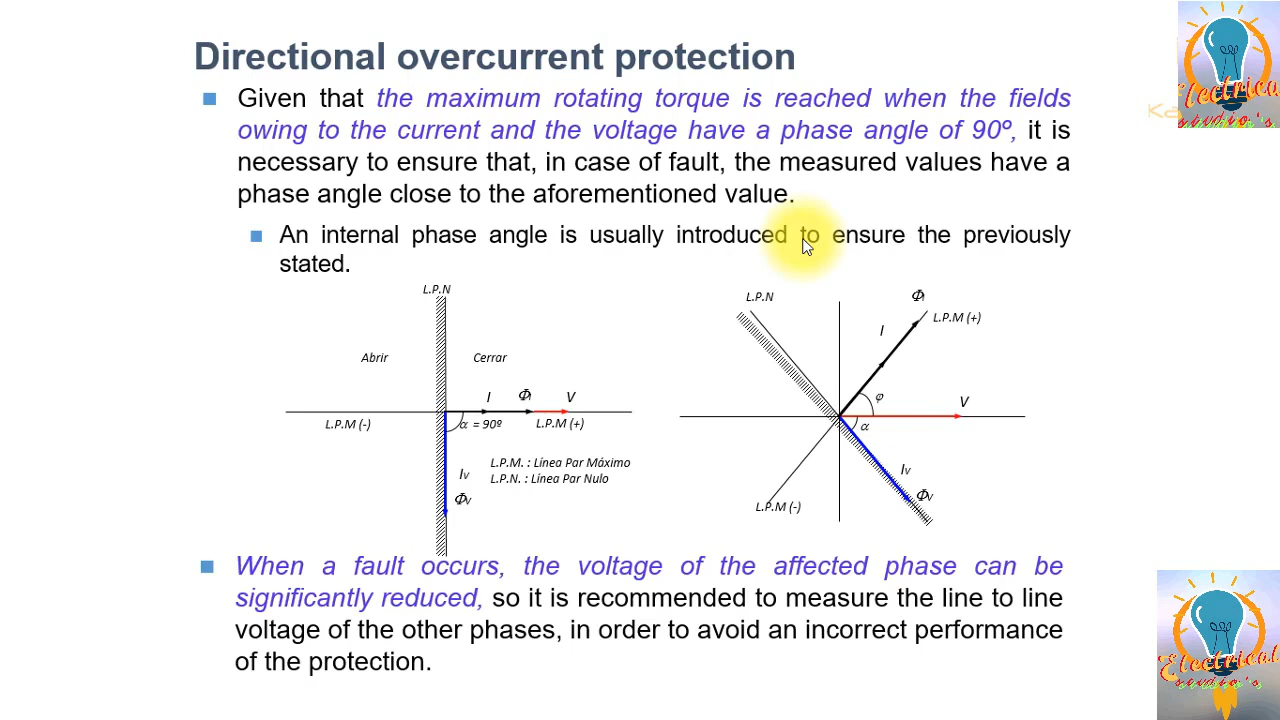 Directional overcurrent protection
Given that the maximum rotating torque is reached when the fields
owing to the current and the voltage have a phase angle of 90º, it is
necessary to ensure that, in case of fault, the measured values have a
phase angle close to the aforementioned value.
An internal phase angle is usually introduced to ensure the previously
stated.
L.P.N
Abrir
Cerrar
I
ΦI
V
L.P.M (-)
α = 90º
L.P.M (+)
L.P.M. : Línea Par Máximo
L.P.N. : Línea Par Nulo
IV
ΦV
L.P.N
ΦI
L.P.M (+)
I
φ
V
α
IV
ΦV
L.P.M (-)
When a fault occurs, the voltage of the affected phase can be
significantly reduced, so it is recommended to measure the line to line
voltage of the other phases, in order to avoid an incorrect performance
of the protection.
Ka
Electrical
Electrical